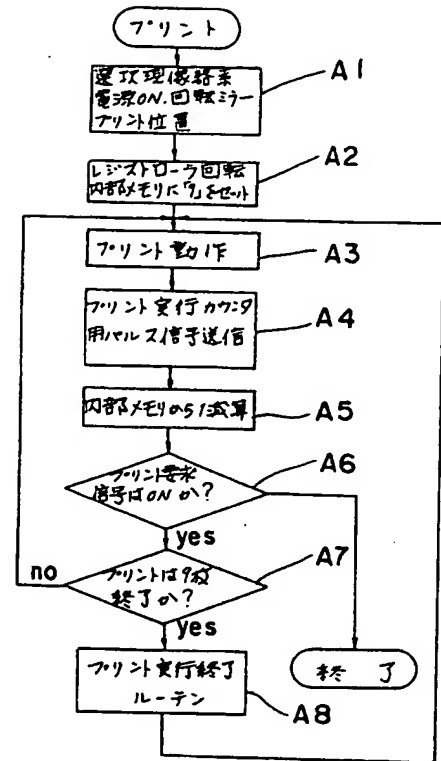 プリント
選択現像器系
電源ON.回転ミラー
プリント位置
A1
レジストローラ回転
内部メモリに「9」をセット
A2
プリント動作
A3
プリント実行カウンタ
用パルス信号送信
A4
内部メモリから1減算
A5
プリント要求
信号はONか?
A6
yes
プリントは9枚
終了か?
A7
no
yes
プリント実行終了
ルーテン
A8
終了